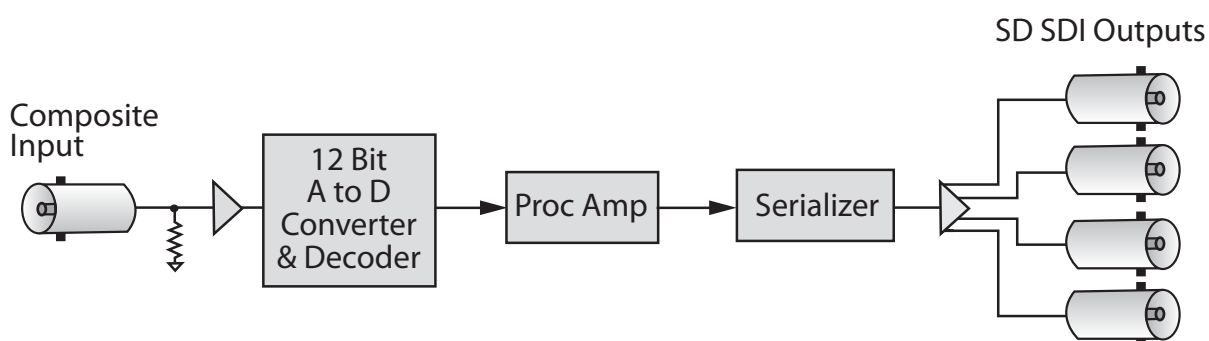 SD SDI Outputs
Composite
Input
12 Bit
A to D
Converter
& Decoder
Proc Amp
Serializer